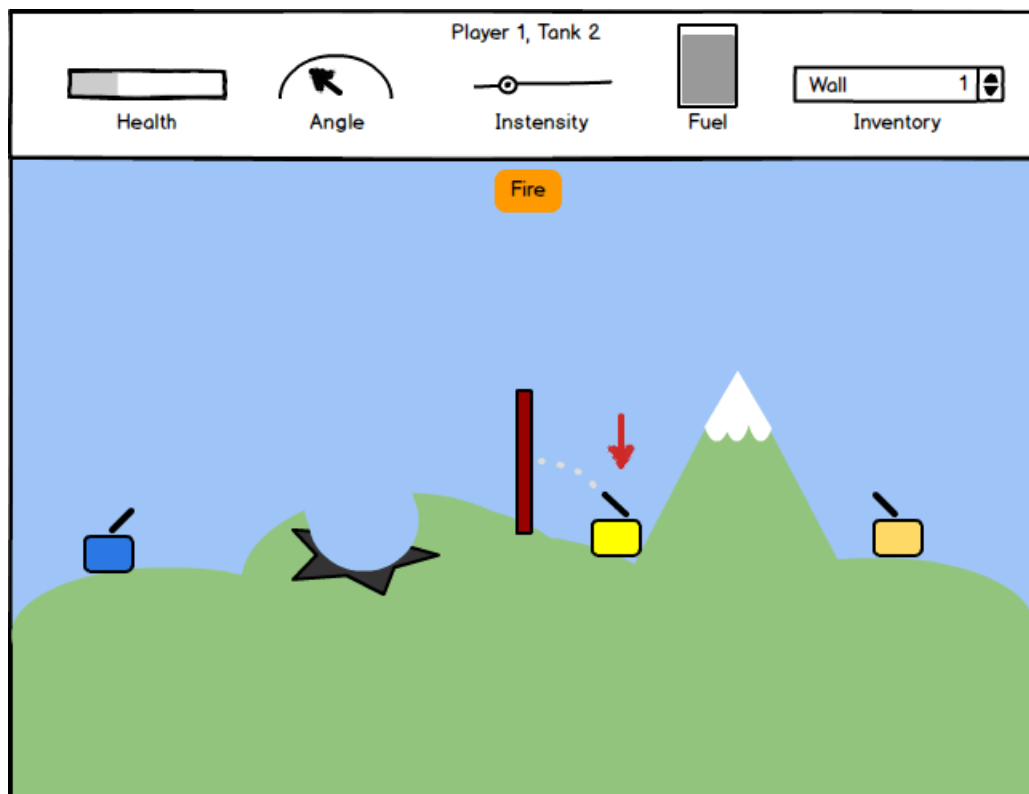 Player 1, Tank 2
Wall 1
Health
Angle
Instensity
Fuel
Inventory
Fire